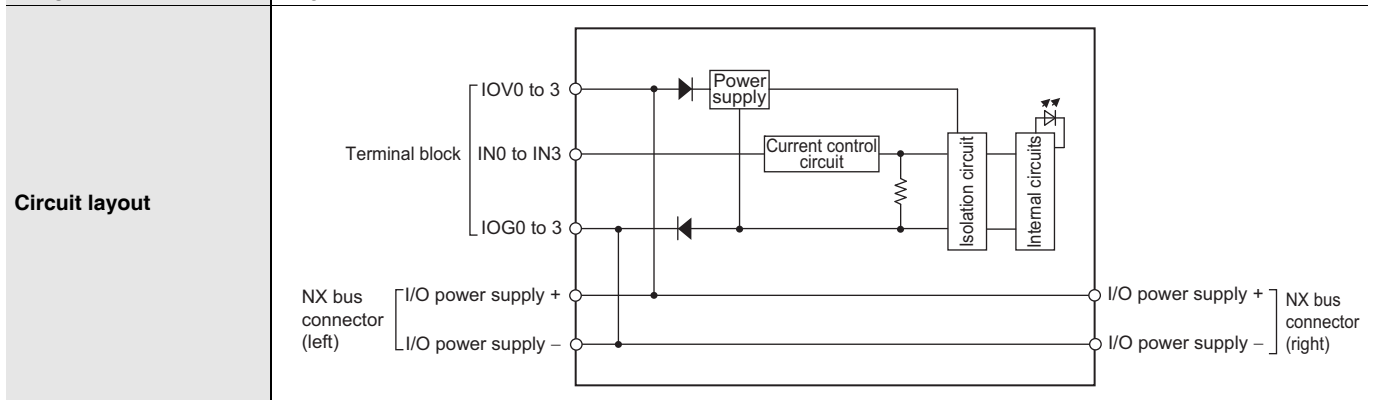 Circuit layout
Terminal block
IOV0 to 3
IN0 to IN3
IOG0 to 3
Power
supply
Current control
circuit
Isolation circuit
Internal circuits
NX bus
connector
(left)
I/O power supply +
I/O power supply −
I/O power supply +
I/O power supply −
NX bus
connector
(right)